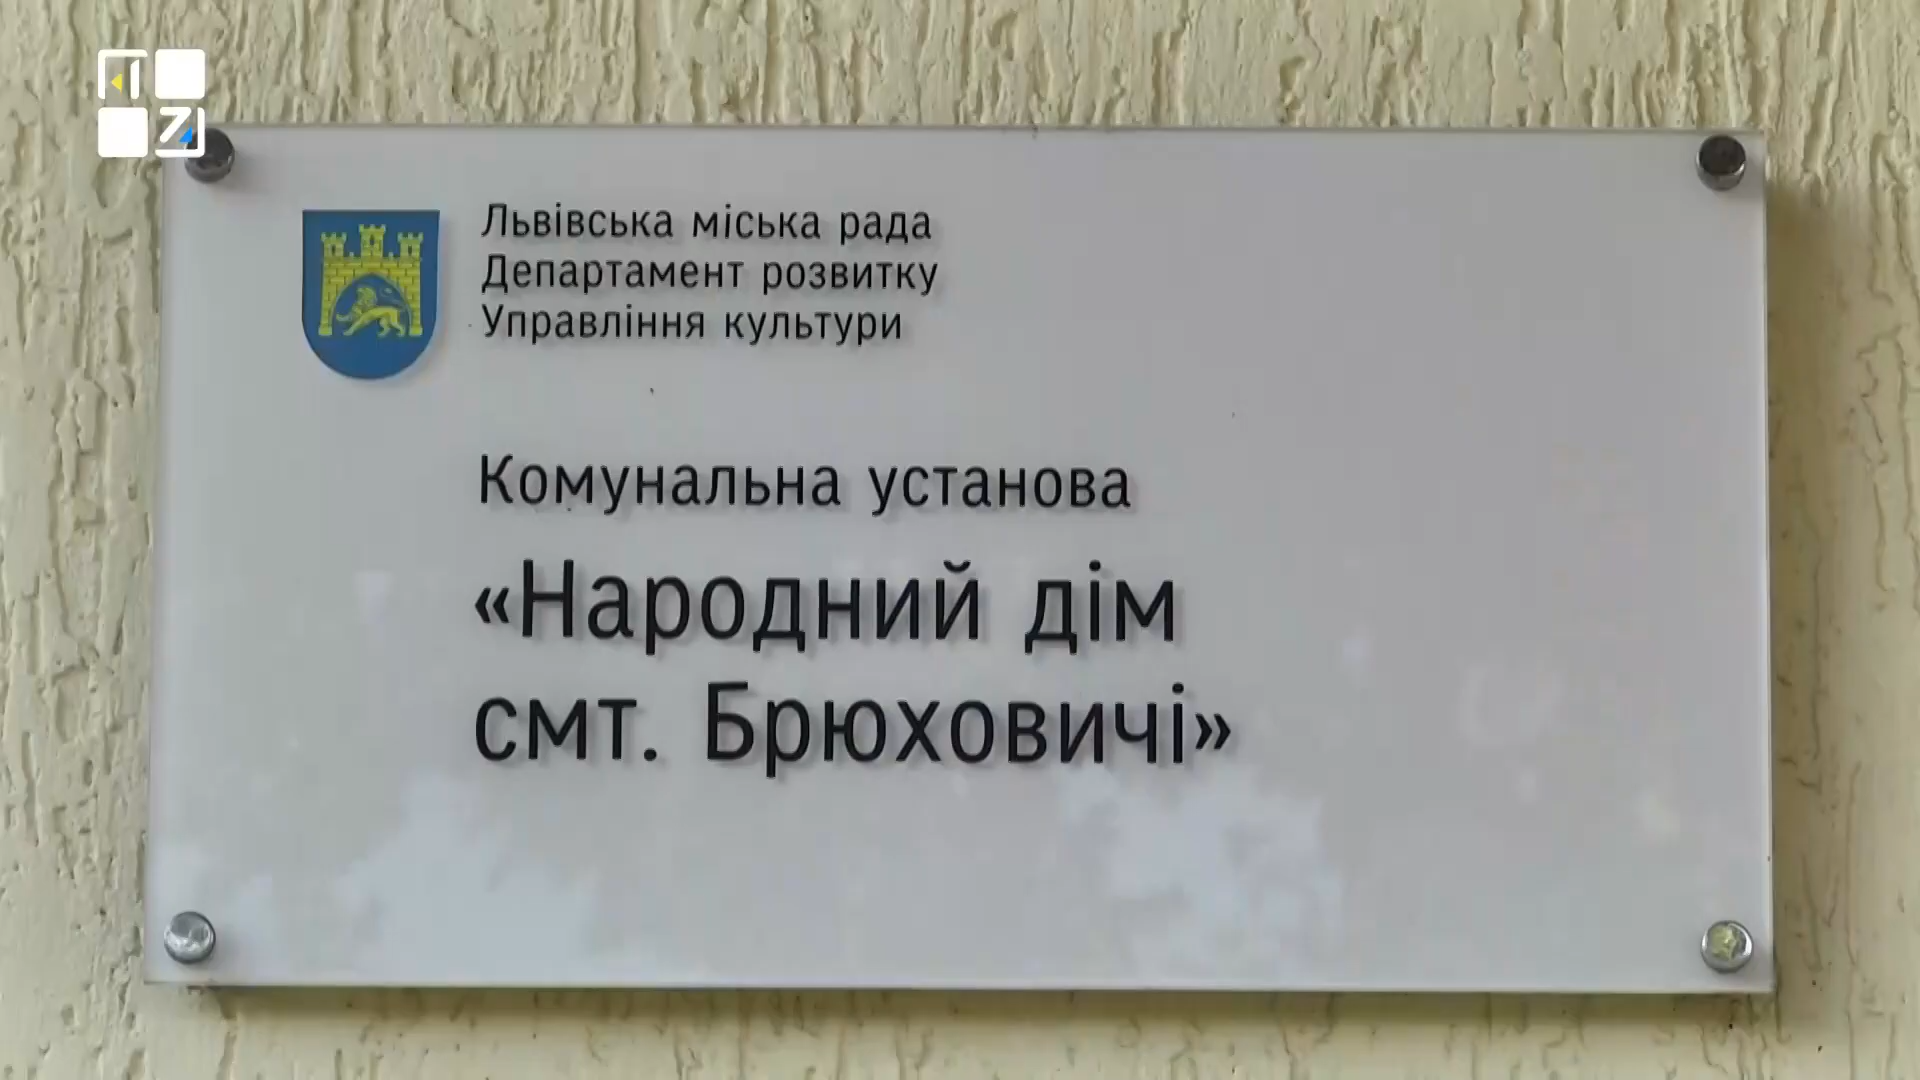 Львівська міська рада
Департамент розвитку
Управління культури
Комунальна установа
«Народний дім
смт. Брюховичі»